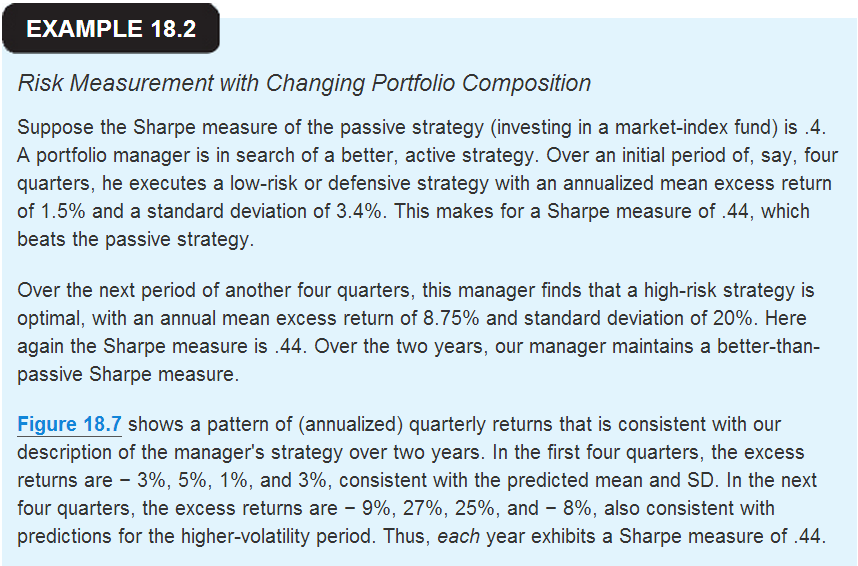 EXAMPLE 18.2
Risk Measurement with Changing Portfolio Composition
Suppose the Sharpe measure of the passive strategy (investing in a market-index fund) is .4.
A portfolio manager is in search of a better, active strategy. Over an initial period of, say, four
quarters, he executes a low-risk or defensive strategy with an annualized mean excess return
of 1.5% and a standard deviation of 3.4%. This makes for a Sharpe measure of .44, which
beats the passive strategy.
Over the next period of another four quarters, this manager finds that a high-risk strategy is
optimal, with an annual mean excess return of 8.75% and standard deviation of 20%. Here
again the Sharpe measure is .44. Over the two years, our manager maintains a better-than-
passive Sharpe measure.
Figure 18.7 shows a pattern of (annualized) quarterly returns that is consistent with our
description of the manager's strategy over two years. In the first four quarters, the excess
returns are − 3%, 5%, 1%, and 3%, consistent with the predicted mean and SD. In the next
four quarters, the excess returns are − 9%, 27%, 25%, and − 8%, also consistent with
predictions for the higher-volatility period. Thus, each year exhibits a Sharpe measure of .44.